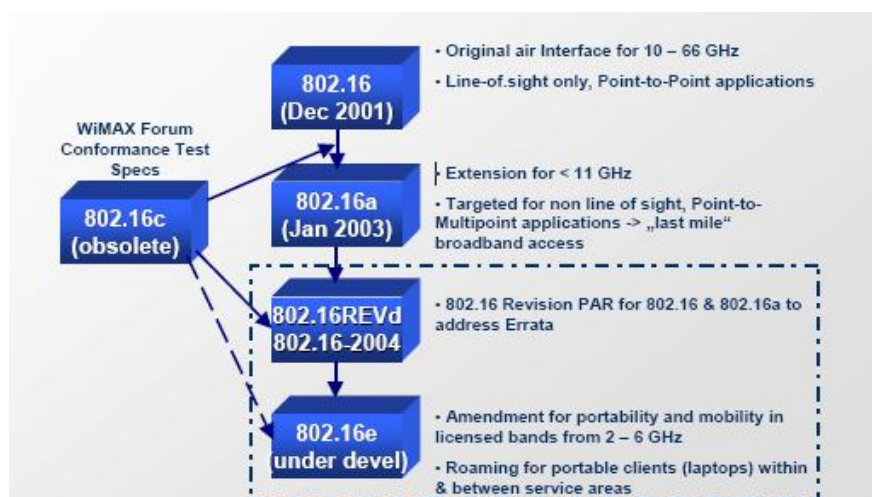 802.16
(Dec 2001)
• Original air Interface for 10 – 66 GHz
• Line-of.sight only, Point-to-Point applications
WiMAX Forum
Conformance Test
Specs
802.16c
(obsolete)
802.16a
(Jan 2003)
• Extension for < 11 GHz
• Targeted for non line of sight, Point-to-
Multipoint applications -> „last mile“
broadband access
802.16REVd
802.16-2004
• 802.16 Revision PAR for 802.16 & 802.16a to
address Errata
802.16e
(under devel)
• Amendment for portability and mobility in
licensed bands from 2 – 6 GHz
• Roaming for portable clients (laptops) within
& between service areas